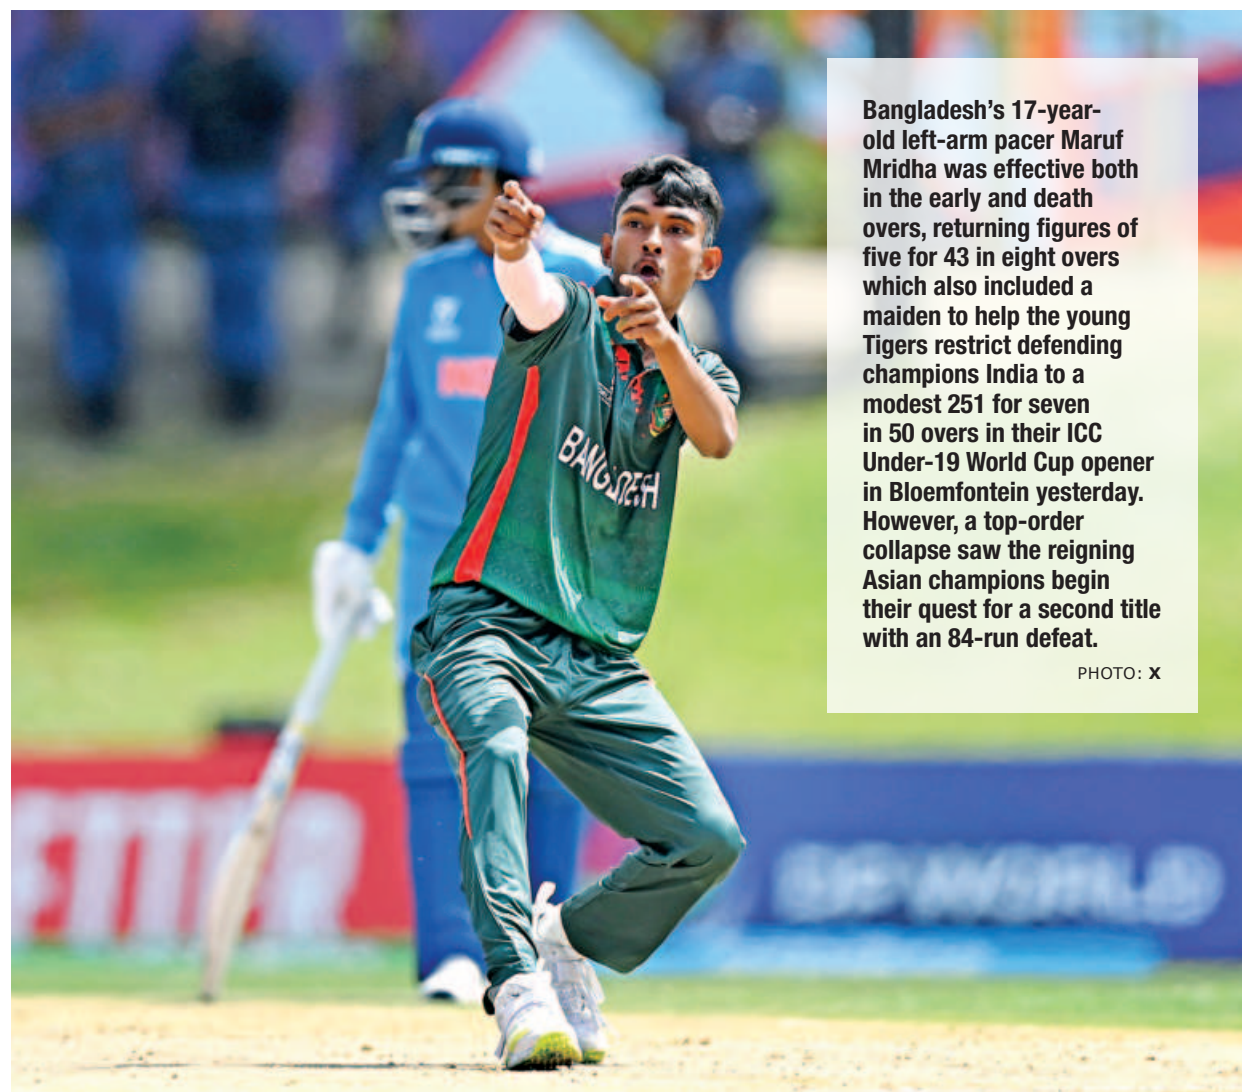 Bangladesh’s 17-year-
old left-arm pacer Maruf
Mridha was effective both
in the early and death
overs, returning figures of
five for 43 in eight overs
which also included a
maiden to help the young
Tigers restrict defending
champions India to a
modest 251 for seven
in 50 overs in their ICC
Under-19 World Cup opener
in Bloemfontein yesterday.
However, a top-order
collapse saw the reigning
Asian champions begin
their quest for a second title
with an 84-run defeat.
PHOTO: X
BANGLADESH
ETTER
DP WORLD